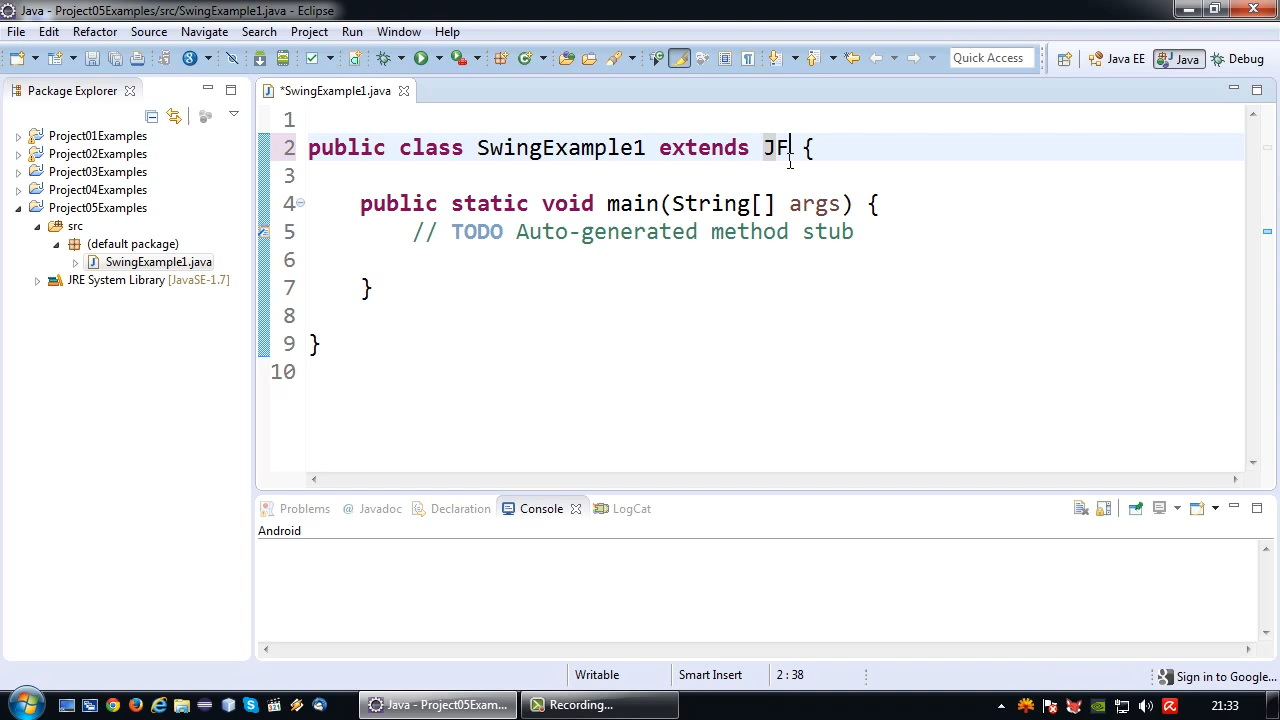 Java - Project05Examples/src/SwingExample1.java - Eclipse
File Edit Refactor Source Navigate Search Project Run Window Help
Quick Access Java EE Java Debug
Package Explorer
*SwingExample1.java
Project01Examples
Project02Examples
Project03Examples
Project04Examples
Project05Examples
src
(default package)
SwingExample1.java
JRE System Library [JavaSE-1.7]
1
2 public class SwingExample1 extends JF {
3
4 public static void main(String[] args) {
5 // TODO Auto-generated method stub
6
7 }
8
9 }
10
Problems Javadoc Declaration Console LogCat
Android
Writable Smart Insert 2:38 Sign in to Google...
Java - Project05Exam... Recording... 21:33